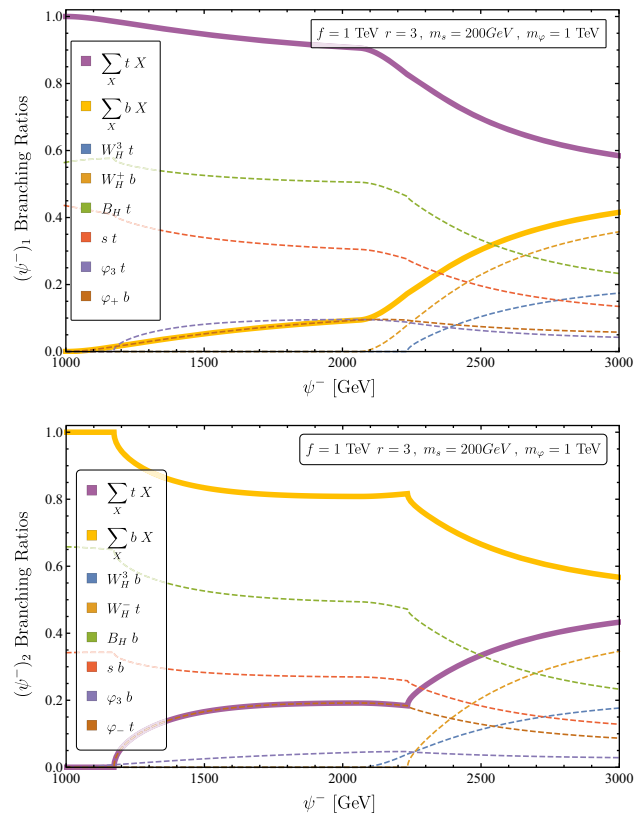 f = 1 TeV r = 3 , m_s = 200GeV , m_φ = 1 TeV
1.0
0.8
0.6
0.4
0.2
0.0
(ψ⁻)₁ Branching Ratios
∑_X t X
∑_X b X
W_H^3 t
W_H^+ b
B_H t
s t
φ_3 t
φ_+ b
1000 1500 2000 2500 3000
ψ⁻ [GeV]
f = 1 TeV r = 3 , m_s = 200GeV , m_φ = 1 TeV
1.0
0.8
0.6
0.4
0.2
0.0
(ψ⁻)₂ Branching Ratios
∑_X t X
∑_X b X
W_H^3 b
W_H^- t
B_H b
s b
φ_3 b
φ_- t
1000 1500 2000 2500 3000
ψ⁻ [GeV]